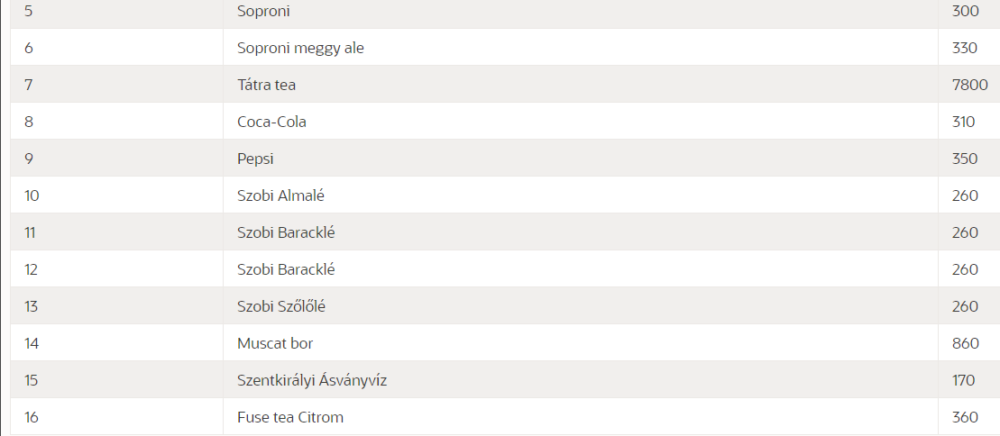 5 Soproni 300
6 Soproni meggy ale 330
7 Tátra tea 7800
8 Coca-Cola 310
9 Pepsi 350
10 Szobi Almalé 260
11 Szobi Baracklé 260
12 Szobi Baracklé 260
13 Szobi Szőlőlé 260
14 Muscat bor 860
15 Szentkirályi Ásványvíz 170
16 Fuse tea Citrom 360